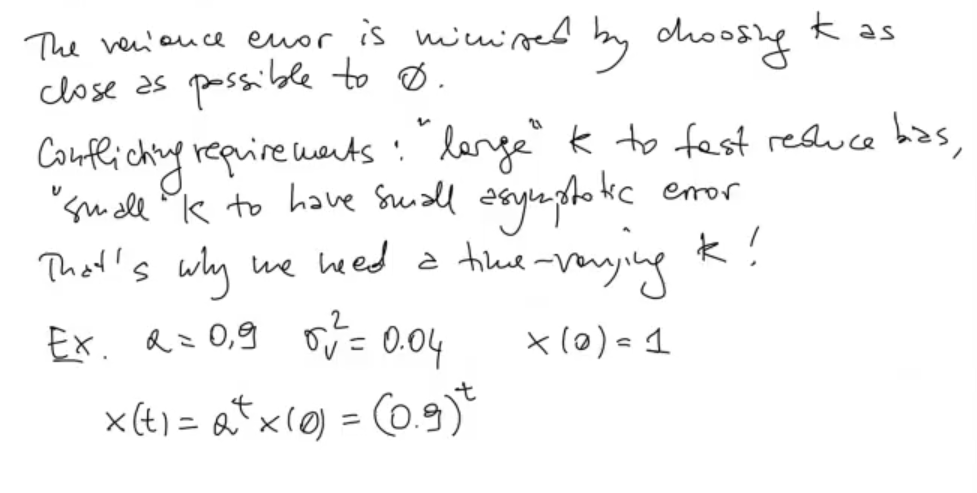 The variance error is minimized by choosing k as
close as possible to 0.
Conflicting requirements : "large" k to fast reduce bias,
"small" k to have small asymptotic error
That's why we need a time-varying k !
Ex. a = 0,9 σ_v^2 = 0.04 x(0) = 1
x(t) = a^t x(0) = (0.9)^t